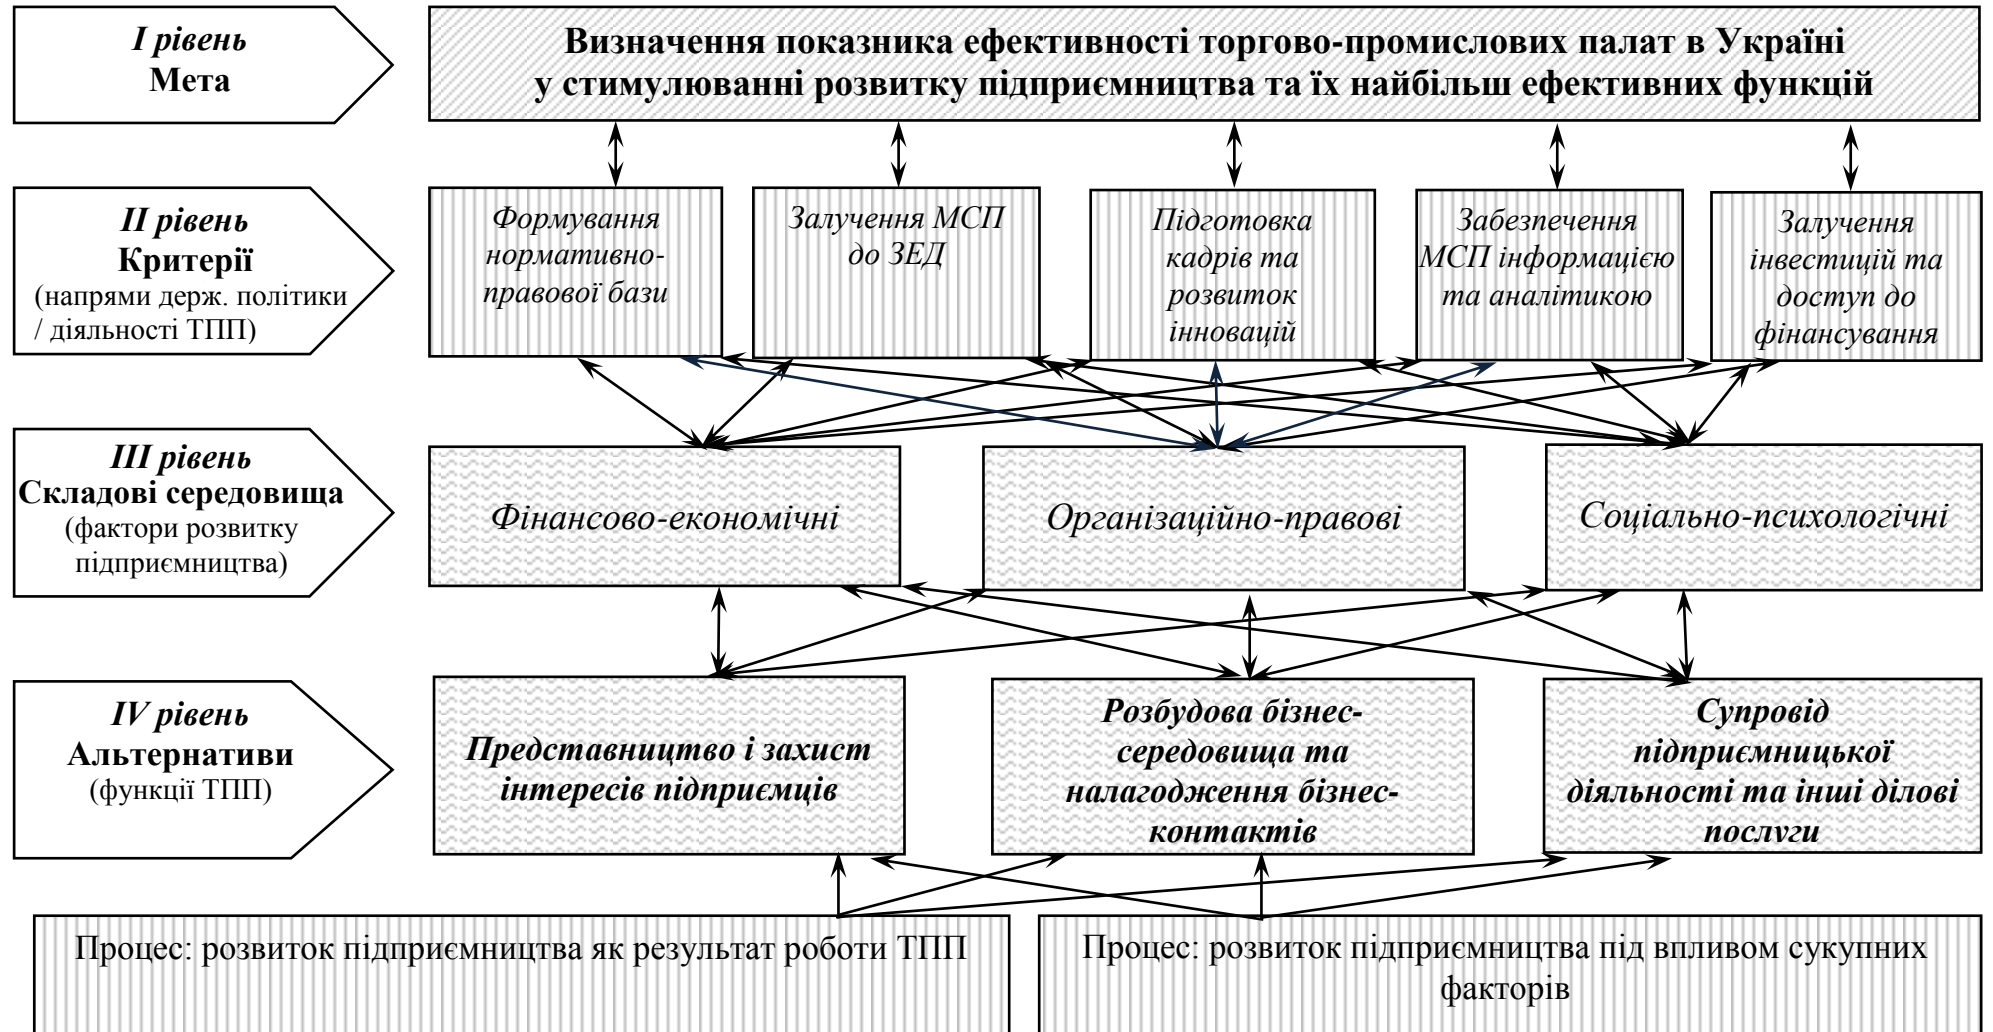 I рівень
Мета
Визначення показника ефективності торгово-промислових палат в Україні
у стимулюванні розвитку підприємництва та їх найбільш ефективних функцій
II рівень
Критерії
(напрями держ. політики
/ діяльності ТПП)
Формування
нормативно-
правової бази
Залучення МСП
до ЗЕД
Підготовка
кадрів та
розвиток
інновацій
Забезпечення
МСП інформацією
та аналітикою
Залучення
інвестицій та
доступ до
фінансування
III рівень
Складові середовища
(фактори розвитку
підприємництва)
Фінансово-економічні
Організаційно-правові
Соціально-психологічні
IV рівень
Альтернативи
(функції ТПП)
Представництво і захист
інтересів підприємців
Розбудова бізнес-
середовища та
налагодження бізнес-
контактів
Супровід
підприємницької
діяльності та інші ділові
послуги
Процес: розвиток підприємництва як результат роботи ТПП
Процес: розвиток підприємництва під впливом сукупних
факторів